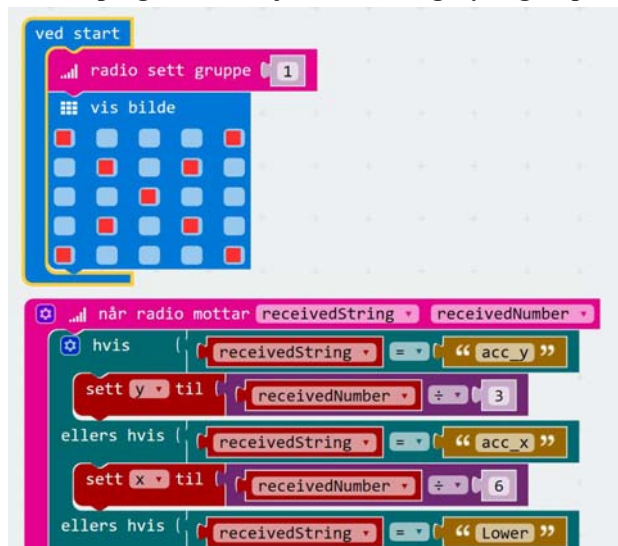 ved start
radio sett gruppe 1
vis bilde
når radio mottar receivedString receivedNumber
hvis receivedString = “ acc_y ”
sett y til receivedNumber ÷ 3
ellers hvis receivedString = “ acc_x ”
sett x til receivedNumber ÷ 6
ellers hvis receivedString = “ Lower ”